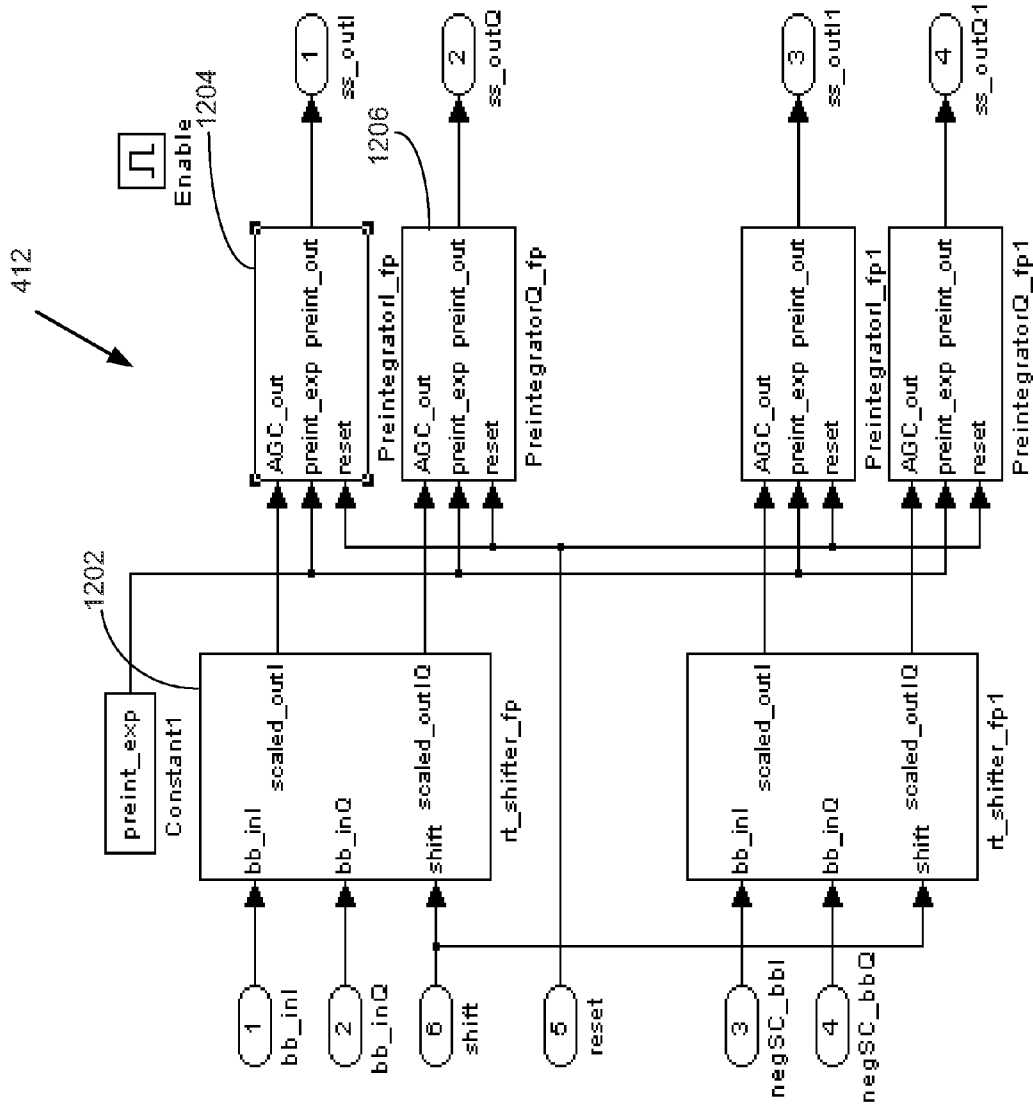 412
1202
1204
1206
Enable
preint_exp
Constant1
1
bb_inI
2
bb_inQ
6
shift
5
reset
3
negSC_bbI
4
negSC_bbQ
bb_inI
scaled_outI
bb_inQ
scaled_outIQ
shift
rt_shifter_fp
bb_inI
scaled_outI
bb_inQ
scaled_outIQ
shift
rt_shifter_fp1
AGC_out
preint_exp preint_out
reset
PreintegratorI_fp
AGC_out
preint_exp preint_out
reset
PreintegratorQ_fp
AGC_out
preint_exp preint_out
reset
PreintegratorI_fp1
AGC_out
preint_exp preint_out
reset
PreintegratorQ_fp1
1
ss_outI
2
ss_outQ
3
ss_outI1
4
ss_outQ1